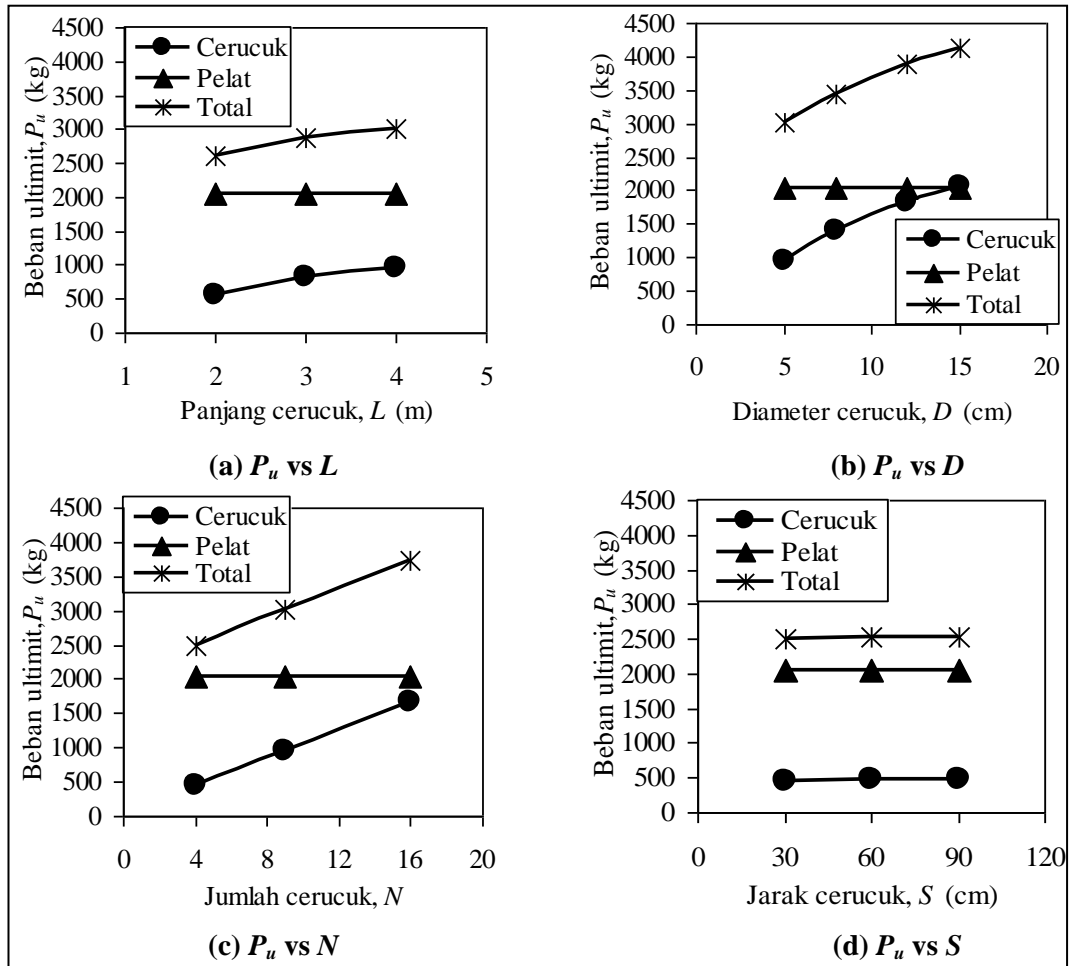 Beban ultimit, Pu (kg)
4500
4000
3500
3000
2500
2000
1500
1000
500
0
Cerucuk
Pelat
Total
1 2 3 4 5
Panjang cerucuk, L (m)
(a) Pu vs L
Beban ultimit, Pu (kg)
4500
4000
3500
3000
2500
2000
1500
1000
500
0
Cerucuk
Pelat
Total
0 5 10 15 20
Diameter cerucuk, D (cm)
(b) Pu vs D
Beban ultimit, Pu (kg)
4500
4000
3500
3000
2500
2000
1500
1000
500
0
Cerucuk
Pelat
Total
0 4 8 12 16 20
Jumlah cerucuk, N
(c) Pu vs N
Beban ultimit, Pu (kg)
4500
4000
3500
3000
2500
2000
1500
1000
500
0
Cerucuk
Pelat
Total
0 30 60 90 120
Jarak cerucuk, S (cm)
(d) Pu vs S